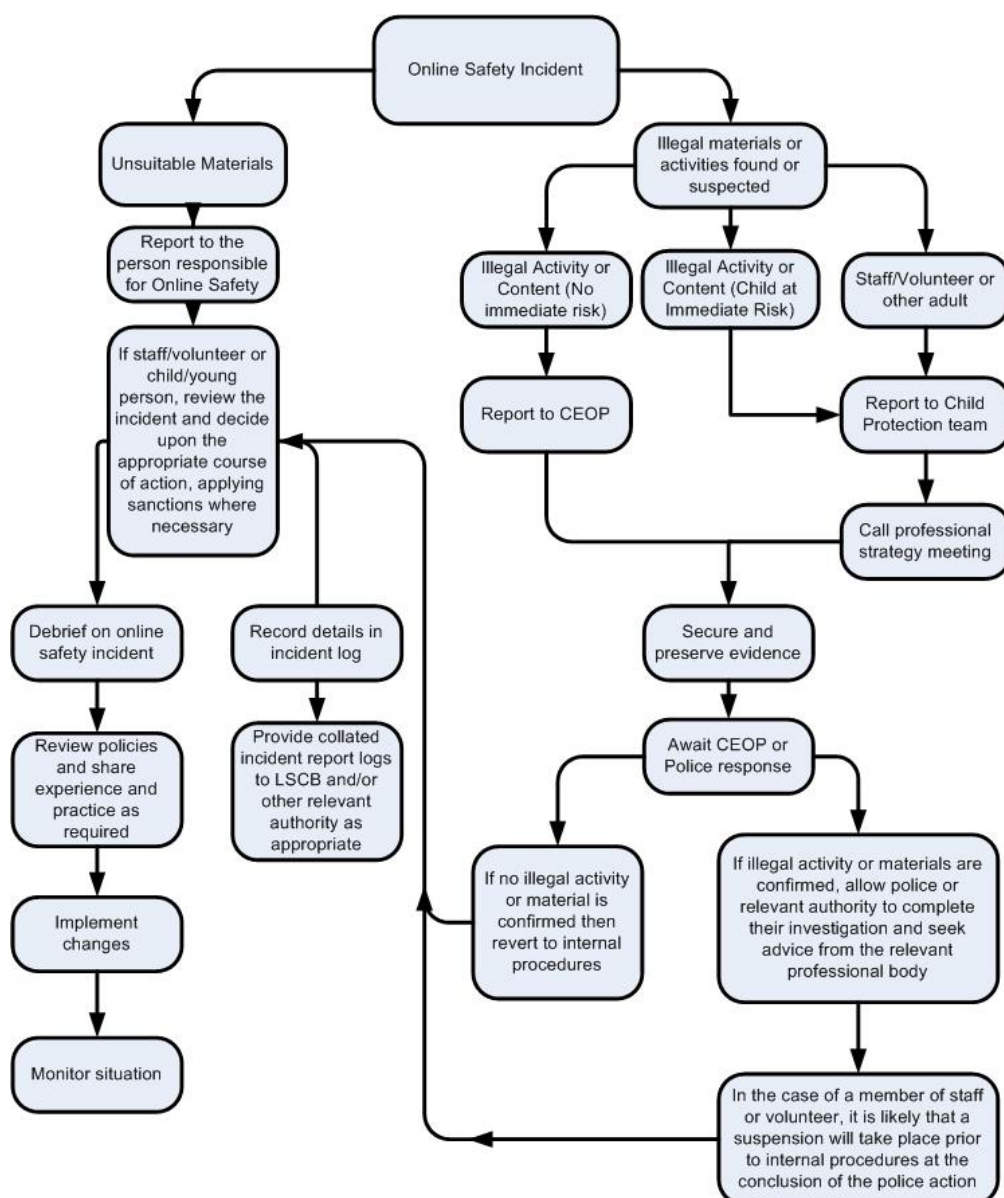 Online Safety Incident
Unsuitable Materials
Report to the
person responsible
for Online Safety
If staff/volunteer or
child/young
person, review the
incident and decide
upon the
appropriate course
of action, applying
sanctions where
necessary
Debrief on online
safety incident
Review policies
and share
experience and
practice as
required
Implement
changes
Monitor situation
Record details in
incident log
Provide collated
incident report logs
to LSCB and/or
other relevant
authority as
appropriate
Illegal materials or
activities found or
suspected
Illegal Activity or
Content (No
immediate risk)
Illegal Activity or
Content (Child at
Immediate Risk)
Staff/Volunteer or
other adult
Report to CEOP
Report to Child
Protection team
Call professional
strategy meeting
Secure and
preserve evidence
Await CEOP or
Police response
If no illegal activity
or material is
confirmed then
revert to internal
procedures
If illegal activity or materials are
confirmed, allow police or
relevant authority to complete
their investigation and seek
advice from the relevant
professional body
In the case of a member of staff
or volunteer, it is likely that a
suspension will take place prior
to internal procedures at the
conclusion of the police action